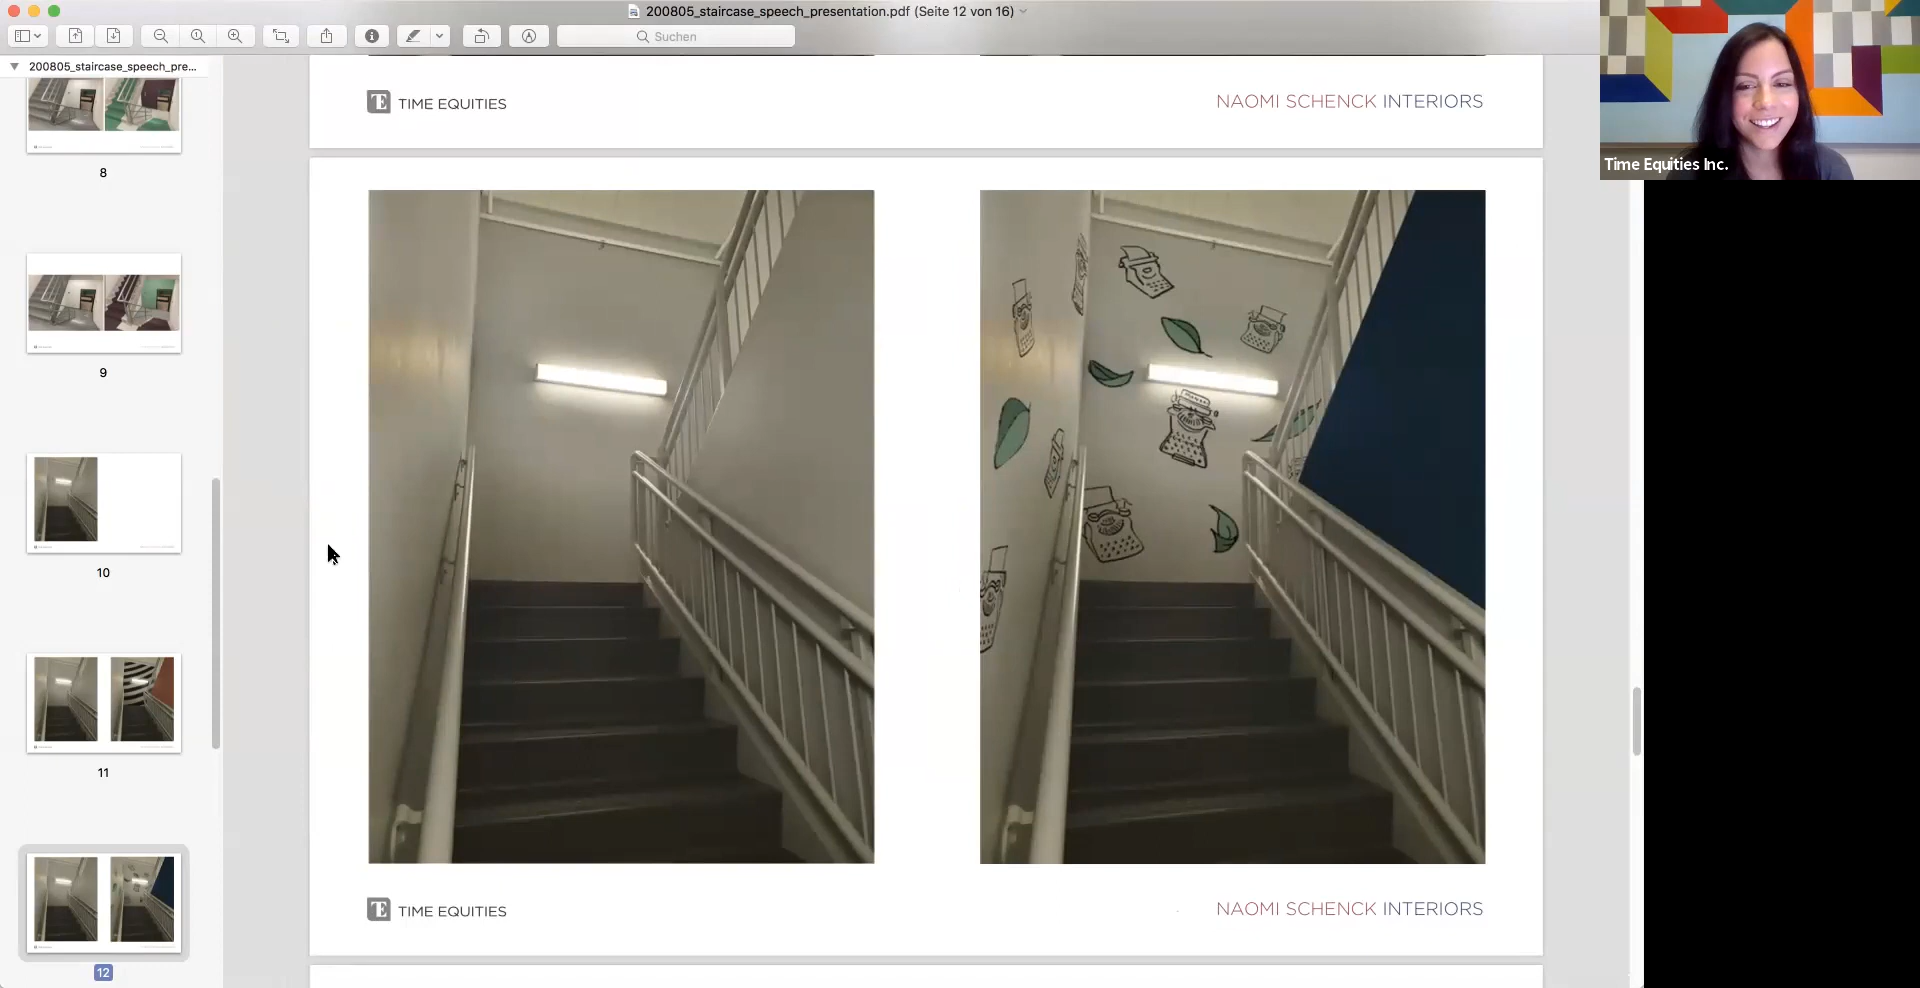 200805_staircase_speech_presentation.pdf (Seite 12 von 16)
Suchen
200805_staircase_speech_pre...
8
9
10
11
12
TIME EQUITIES
NAOMI SCHENCK INTERIORS
TIME EQUITIES
NAOMI SCHENCK INTERIORS
Time Equities Inc.